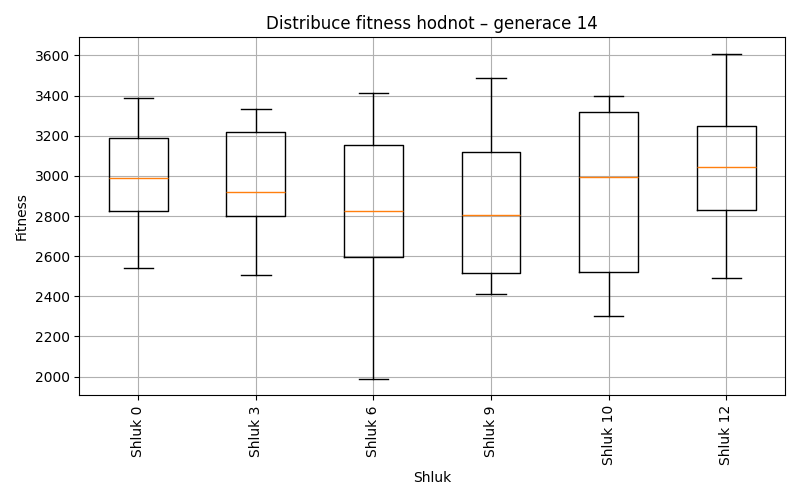 Distribuce fitness hodnot – generace 14
Fitness
3600
3400
3200
3000
2800
2600
2400
2200
2000
Shluk 0
Shluk 3
Shluk 6
Shluk 9
Shluk 10
Shluk 12
Shluk